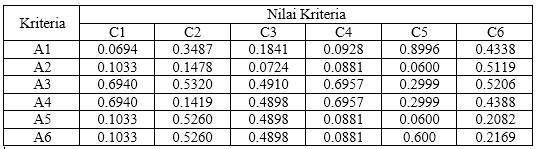 Kriteria Nilai Kriteria
C1 C2 C3 C4 C5 C6
A1 0.0694 0.3487 0.1841 0.0928 0.8996 0.4338
A2 0.1033 0.1478 0.0724 0.0881 0.0600 0.5119
A3 0.6940 0.5320 0.4910 0.6957 0.2999 0.5206
A4 0.6940 0.1419 0.4898 0.6957 0.2999 0.4388
A5 0.1033 0.5260 0.4898 0.0881 0.0600 0.2082
A6 0.1033 0.5260 0.4898 0.0881 0.600 0.2169